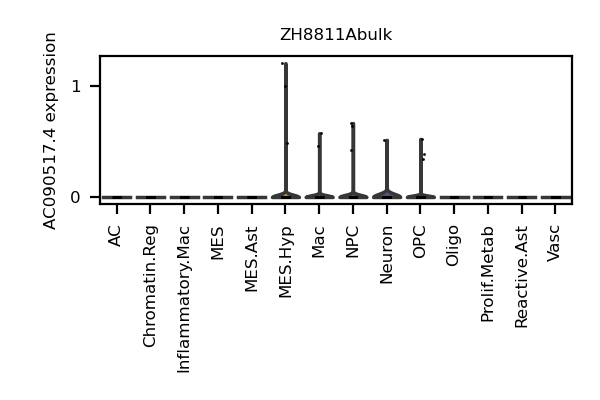 ZH8811Abulk
AC090517.4 expression
1
0
AC
Chromatin.Reg
Inflammatory.Mac
MES
MES.Ast
MES.Hyp
Mac
NPC
Neuron
OPC
Oligo
Prolif.Metab
Reactive.Ast
Vasc